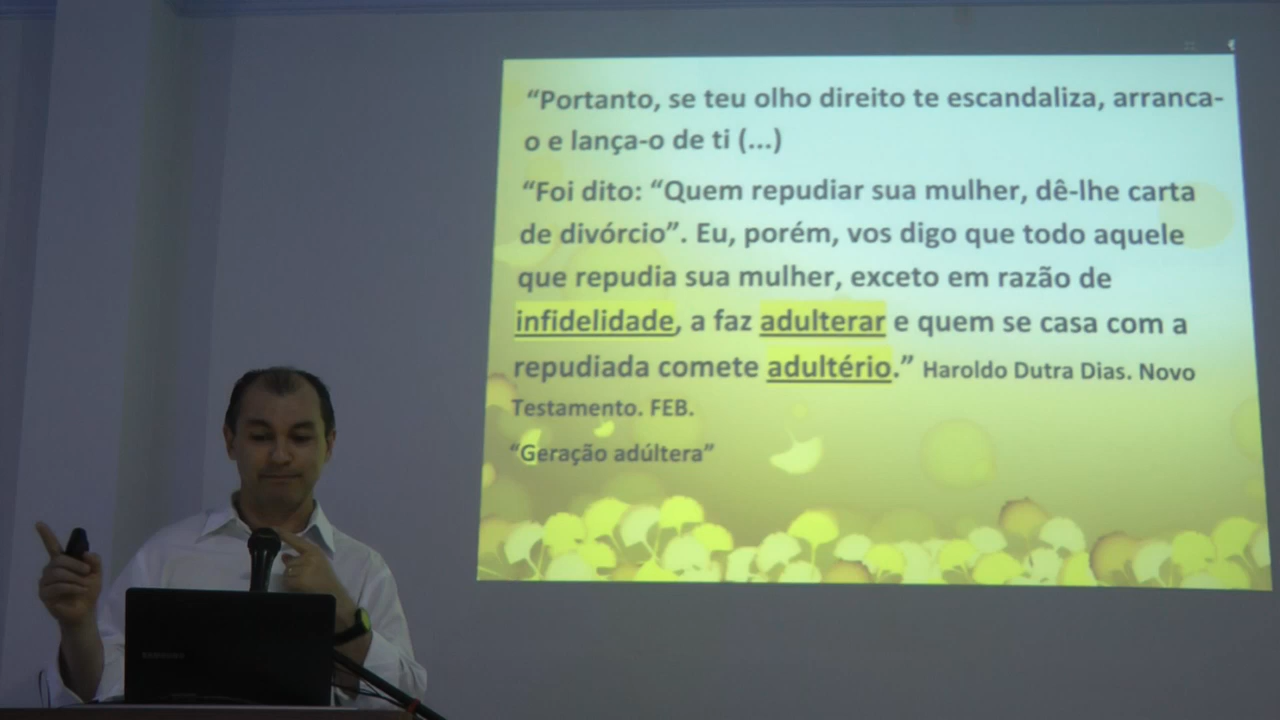 “Portanto, se teu olho direito te escandaliza, arranca-
o e lança-o de ti (...)
“Foi dito: “Quem repudiar sua mulher, dê-lhe carta
de divórcio”. Eu, porém, vos digo que todo aquele
que repudia sua mulher, exceto em razão de
infidelidade, a faz adulterar e quem se casa com a
repudiada comete adultério.” Haroldo Dutra Dias. Novo
Testamento. FEB.
“Geração adúltera”
SAMSUNG